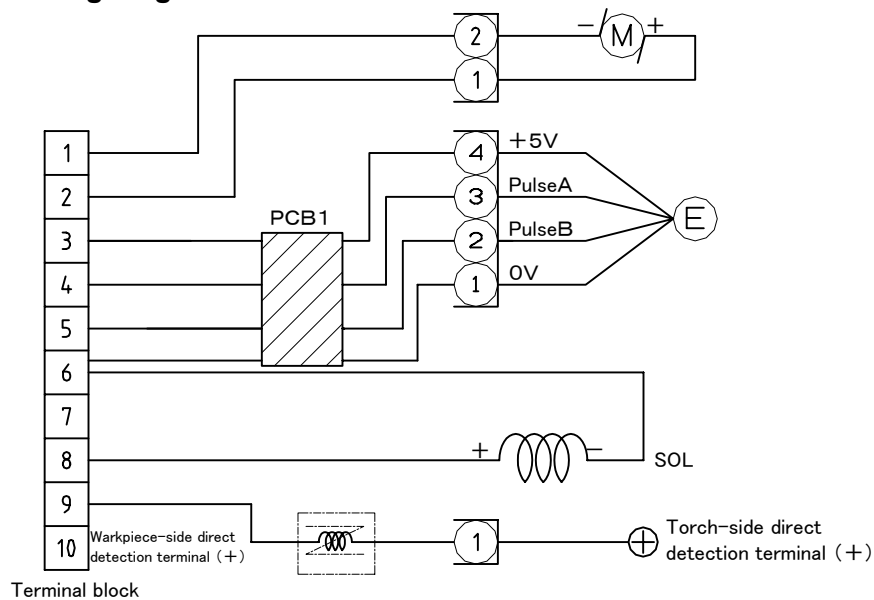 2
− M +
1
1
4
+5V
2
3
PulseA
PCB1
E
3
2
PulseB
4
1
0V
5
6
7
8
+
−
SOL
9
10
Warkpiece-side direct
detection terminal (+)
1
Torch-side direct
detection terminal (+)
Terminal block